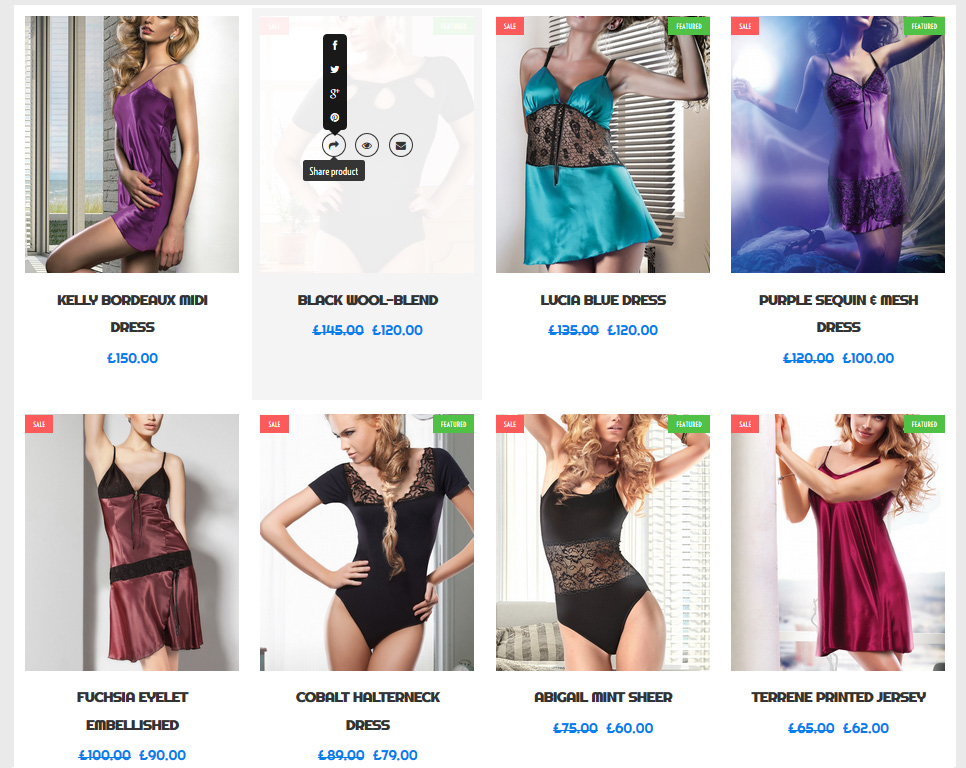 SALE
FEATURED
SALE
FEATURED
SALE
FEATURED
Share product
KELLY BORDEAUX MIDI
DRESS
£150.00
BLACK WOOL-BLEND
£145.00 £120.00
LUCIA BLUE DRESS
£135.00 £120.00
PURPLE SEQUIN & MESH
DRESS
£120.00 £100.00
SALE
SALE
FEATURED
SALE
FEATURED
SALE
FEATURED
FUCHSIA EYELET
EMBELLISHED
£100.00 £90.00
COBALT HALTERNECK
DRESS
£89.00 £79.00
ABIGAIL MINT SHEER
£75.00 £60.00
TERRENE PRINTED JERSEY
£65.00 £62.00